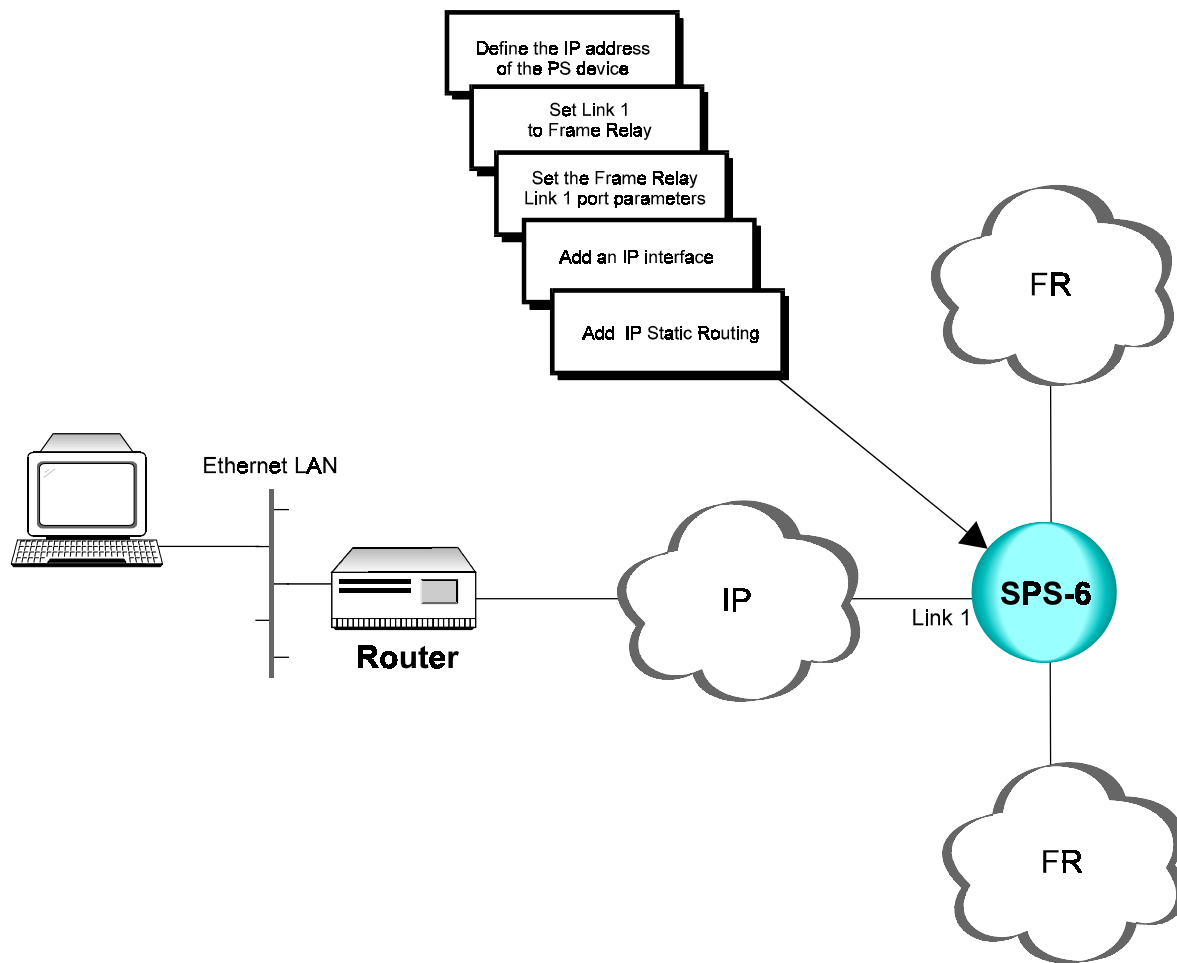 Define the IP address
of the PS device
Set Link 1
to Frame Relay
Set the Frame Relay
Link 1 port parameters
Add an IP interface
Add IP Static Routing
FR
Ethernet LAN
IP
SPS-6
Link 1
Router
FR